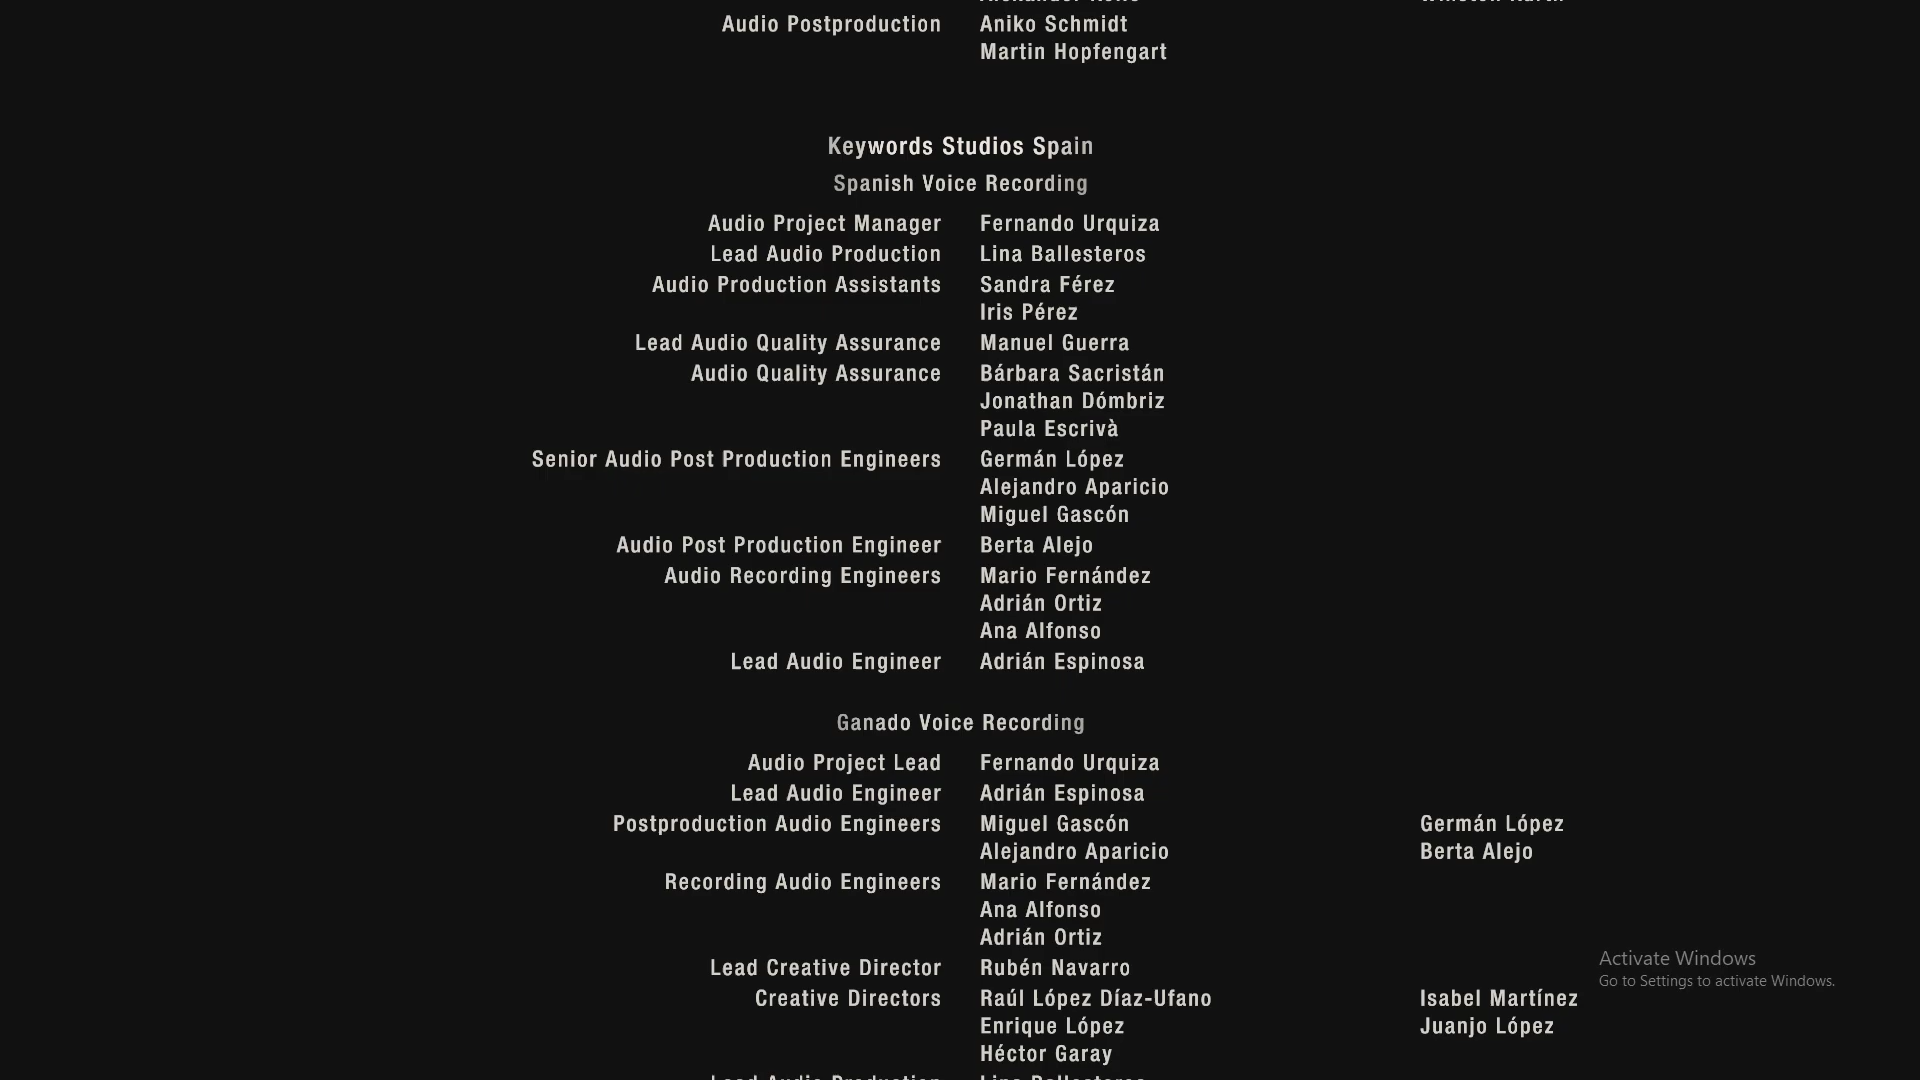 Audio Postproduction Aniko Schmidt
Martin Hopfengart
Keywords Studios Spain
Spanish Voice Recording
Audio Project Manager Fernando Urquiza
Lead Audio Production Lina Ballesteros
Audio Production Assistants Sandra Férez
Iris Pérez
Lead Audio Quality Assurance Manuel Guerra
Audio Quality Assurance Bárbara Sacristán
Jonathan Dómbriz
Paula Escrivà
Senior Audio Post Production Engineers Germán López
Alejandro Aparicio
Miguel Gascón
Audio Post Production Engineer Berta Alejo
Audio Recording Engineers Mario Fernández
Adrián Ortiz
Ana Alfonso
Lead Audio Engineer Adrián Espinosa
Ganado Voice Recording
Audio Project Lead Fernando Urquiza
Lead Audio Engineer Adrián Espinosa
Postproduction Audio Engineers Miguel Gascón Germán López
Alejandro Aparicio Berta Alejo
Recording Audio Engineers Mario Fernández
Ana Alfonso
Adrián Ortiz
Lead Creative Director Rubén Navarro
Creative Directors Raúl López Díaz-Ufano Isabel Martínez
Enrique López Juanjo López
Héctor Garay
Lead Audio Production Lina Ballesteros
Activate Windows
Go to Settings to activate Windows.